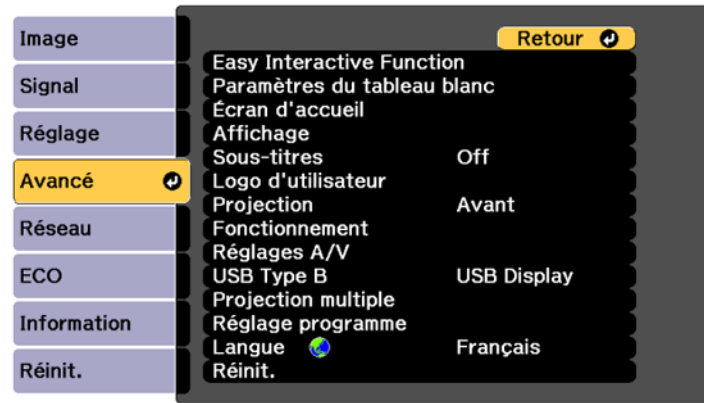 Image
Signal
Réglage
Avancé
Réseau
ECO
Information
Réinit.
Retour
Easy Interactive Function
Paramètres du tableau blanc
Écran d'accueil
Affichage
Sous-titres Off
Logo d'utilisateur
Projection Avant
Fonctionnement
Réglages A/V
USB Type B USB Display
Projection multiple
Réglage programme
Langue Français
Réinit.